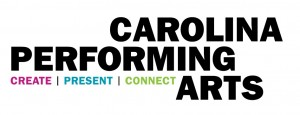 CAROLINA
PERFORMING
CREATE | PRESENT | CONNECT
ARTS